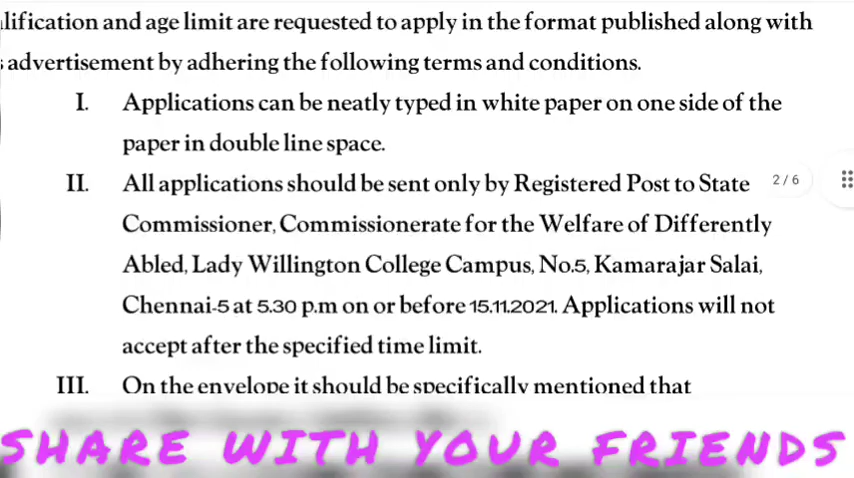 lification and age limit are requested to apply in the format published along with
advertisement by adhering the following terms and conditions.
I. Applications can be neatly typed in white paper on one side of the
paper in double line space.
II. All applications should be sent only by Registered Post to State
2/6
Commissioner, Commissionerate for the Welfare of Differently
Abled, Lady Willington College Campus, No.5, Kamarajar Salai,
Chennai-5 at 5.30 p.m on or before 15.11.2021. Applications will not
accept after the specified time limit.
III. On the envelope it should be specifically mentioned that
SHARE WITH YOUR FRIENDS